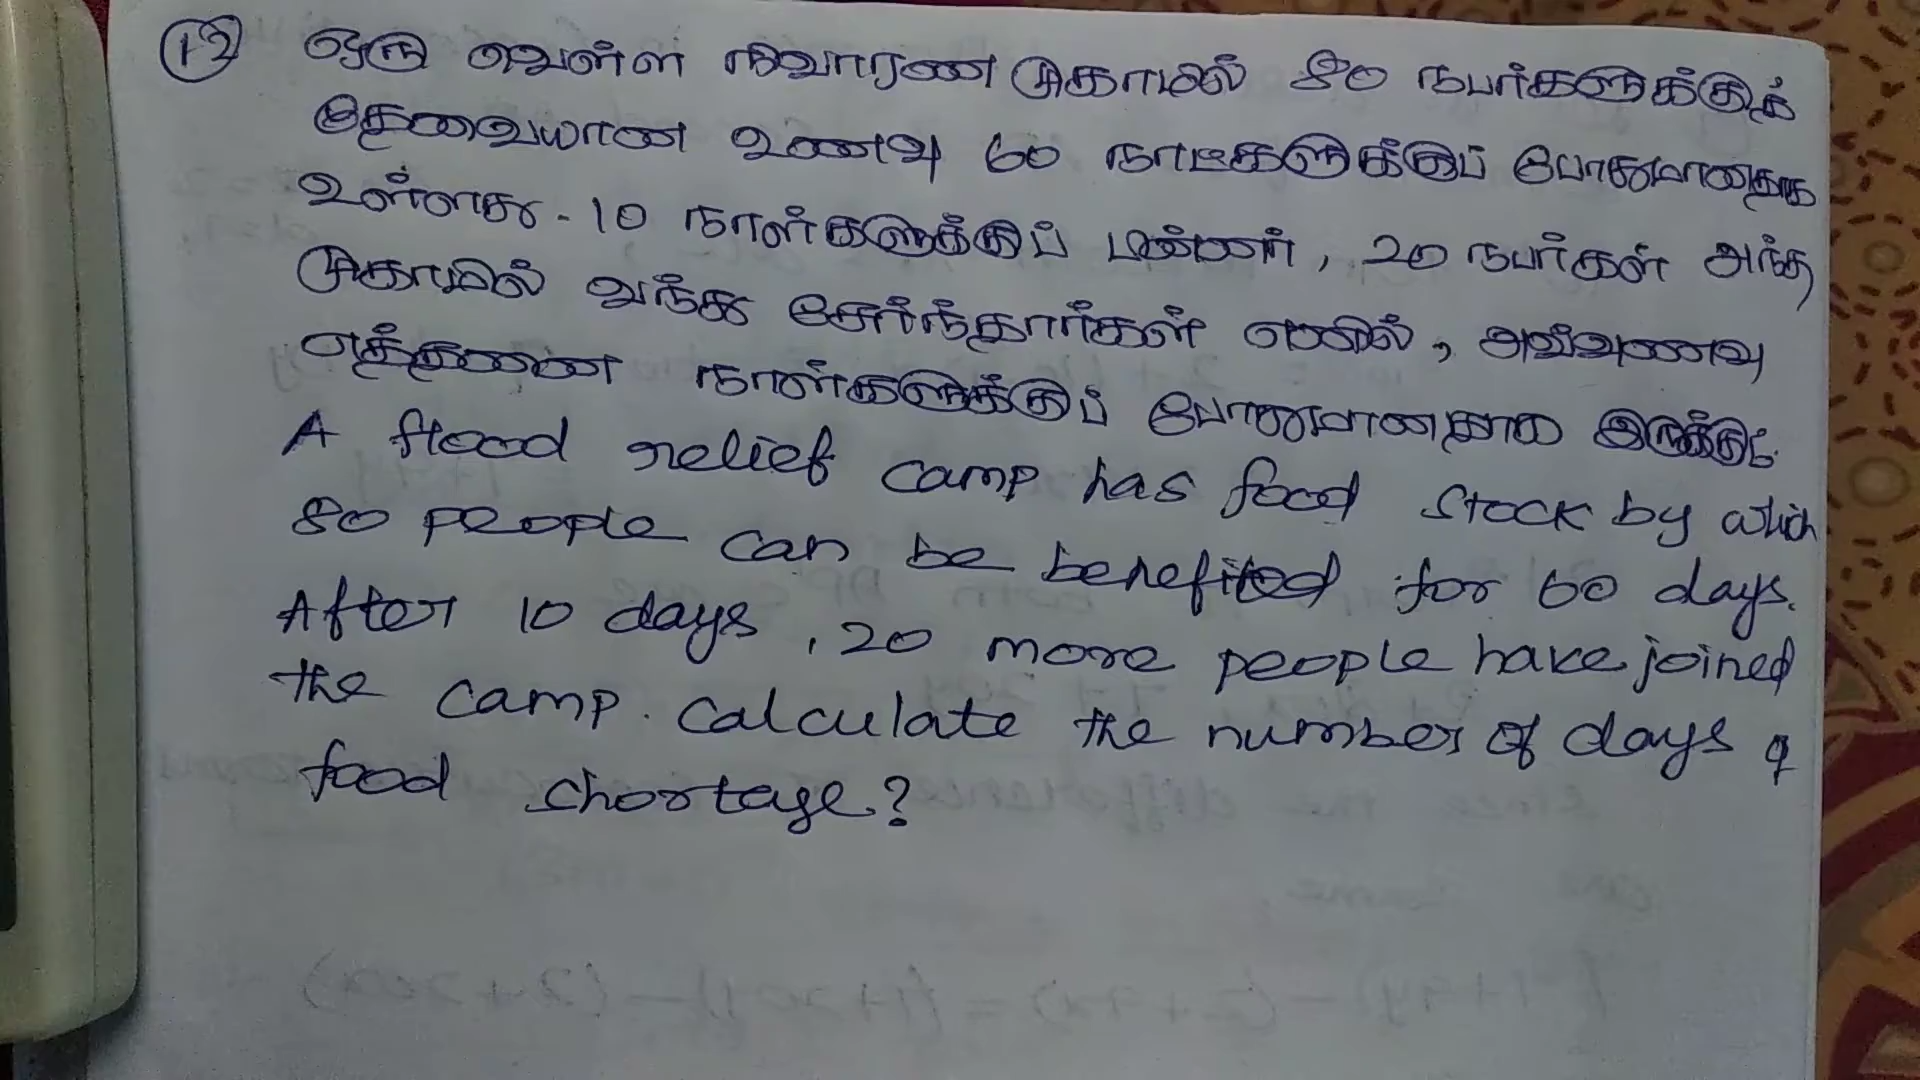 12 ஒரு வெள்ள நிவாரண முகாமில் 80 நபர்களுக்குத்
தேவையான உணவு 60 நாட்களுக்குப் போதுமானதாக
உள்ளது. 10 நாள்களுக்குப் பின்னர், 20 நபர்கள் அந்த
முகாமில் வந்து சேர்ந்தார்கள் எனில், அவ்வுணவு
எத்தனை நாள்களுக்குப் போதுமானதாக இருக்கும்
A flood relief camp has food stock by which
80 people can be benefited for 60 days.
After 10 days, 20 more people have joined
the camp. Calculate the number of days of
food shortage?